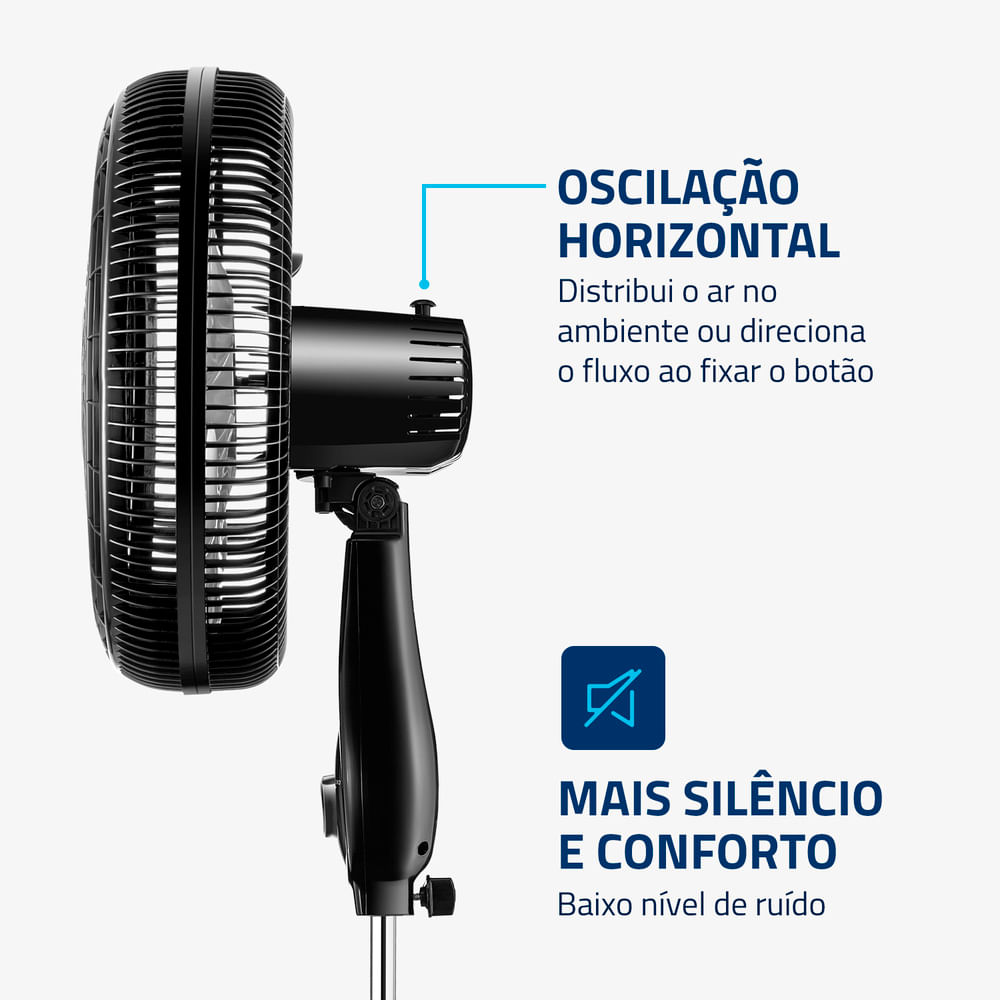 OSCILAÇÃO
HORIZONTAL
Distribui o ar no
ambiente ou direciona
o fluxo ao fixar o botão
MAIS SILÊNCIO
E CONFORTO
Baixo nível de ruído